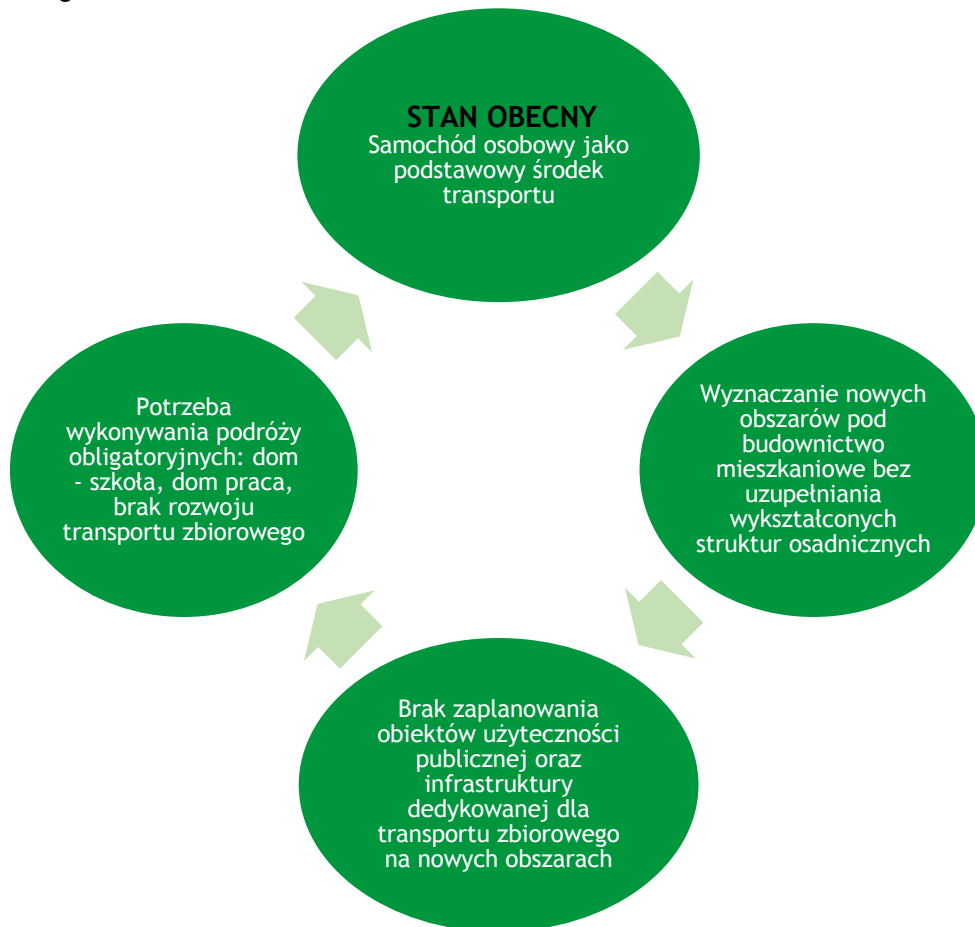 STAN OBECNY
Samochód osobowy jako
podstawowy środek
transportu
Wyznaczanie nowych
obszarów pod
budownictwo
mieszkaniowe bez
uzupełniania
wykształconych
struktur osadnicznych
Brak zaplanowania
obiektów użyteczności
publicznej oraz
infrastruktury
dedykowanej dla
transportu zbiorowego
na nowych obszarach
Potrzeba
wykonywania podróży
obligatoryjnych: dom
- szkoła, dom praca,
brak rozwoju
transportu zbiorowego